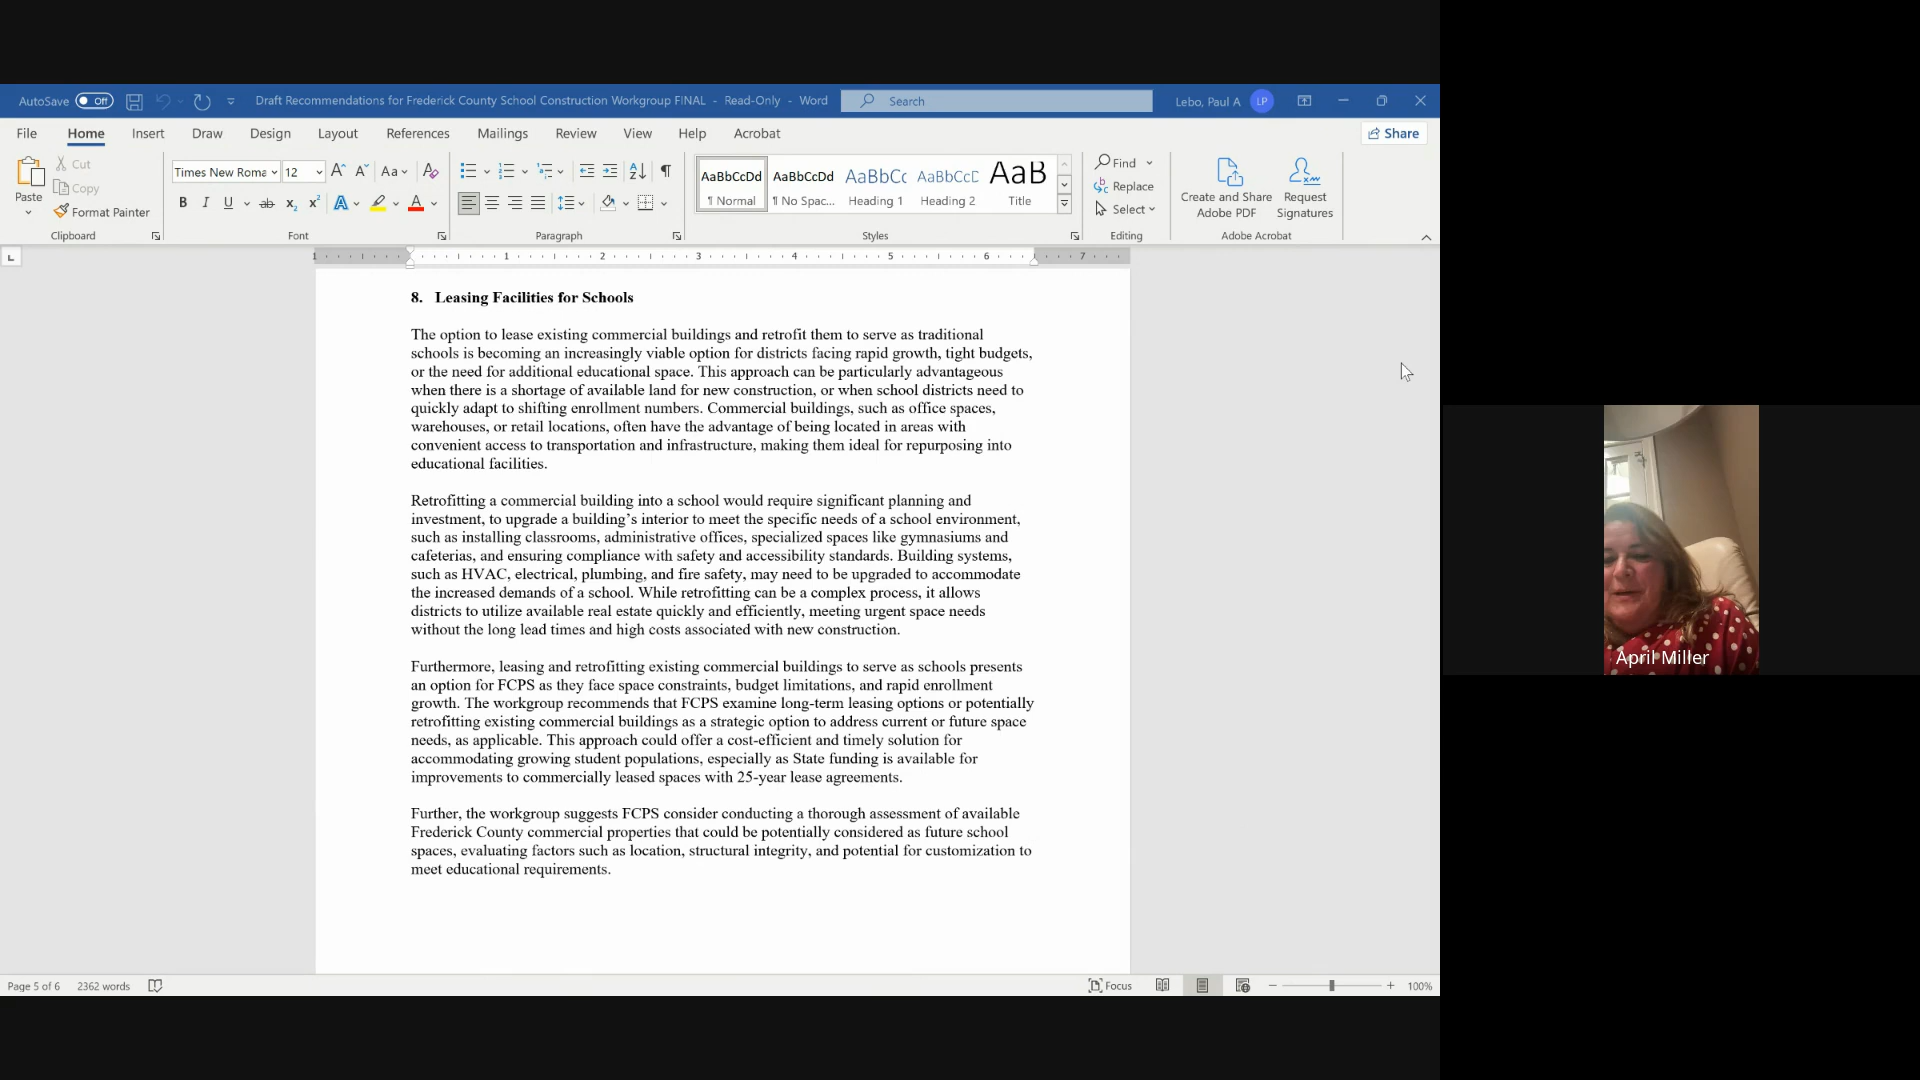 AutoSave Off Draft Recommendations for Frederick County School Construction Workgroup FINAL - Read-Only - Word Search Lebo, Paul A LP
File Home Insert Draw Design Layout References Mailings Review View Help Acrobat Share
Paste Cut Copy Format Painter
Times New Roma 12
AaBbCcDd AaBbCcDd AaBbCc AaBbCcD AaB
¶ Normal ¶ No Spac... Heading 1 Heading 2 Title
Find Replace Select
Create and Share Adobe PDF Request Signatures
Clipboard Font Paragraph Styles Editing Adobe Acrobat
1 1 2 3 4 5 6 7
8. Leasing Facilities for Schools
The option to lease existing commercial buildings and retrofit them to serve as traditional
schools is becoming an increasingly viable option for districts facing rapid growth, tight budgets,
or the need for additional educational space. This approach can be particularly advantageous
when there is a shortage of available land for new construction, or when school districts need to
quickly adapt to shifting enrollment numbers. Commercial buildings, such as office spaces,
warehouses, or retail locations, often have the advantage of being located in areas with
convenient access to transportation and infrastructure, making them ideal for repurposing into
educational facilities.
Retrofitting a commercial building into a school would require significant planning and
investment, to upgrade a building's interior to meet the specific needs of a school environment,
such as installing classrooms, administrative offices, specialized spaces like gymnasiums and
cafeterias, and ensuring compliance with safety and accessibility standards. Building systems,
such as HVAC, electrical, plumbing, and fire safety, may need to be upgraded to accommodate
the increased demands of a school. While retrofitting can be a complex process, it allows
districts to utilize available real estate quickly and efficiently, meeting urgent space needs
without the long lead times and high costs associated with new construction.
Furthermore, leasing and retrofitting existing commercial buildings to serve as schools presents
an option for FCPS as they face space constraints, budget limitations, and rapid enrollment
growth. The workgroup recommends that FCPS examine long-term leasing options or potentially
retrofitting existing commercial buildings as a strategic option to address current or future space
needs, as applicable. This approach could offer a cost-efficient and timely solution for
accommodating growing student populations, especially as State funding is available for
improvements to commercially leased spaces with 25-year lease agreements.
Further, the workgroup suggests FCPS consider conducting a thorough assessment of available
Frederick County commercial properties that could be potentially considered as future school
spaces, evaluating factors such as location, structural integrity, and potential for customization to
meet educational requirements.
April Miller
Page 5 of 6 2362 words Focus 100%